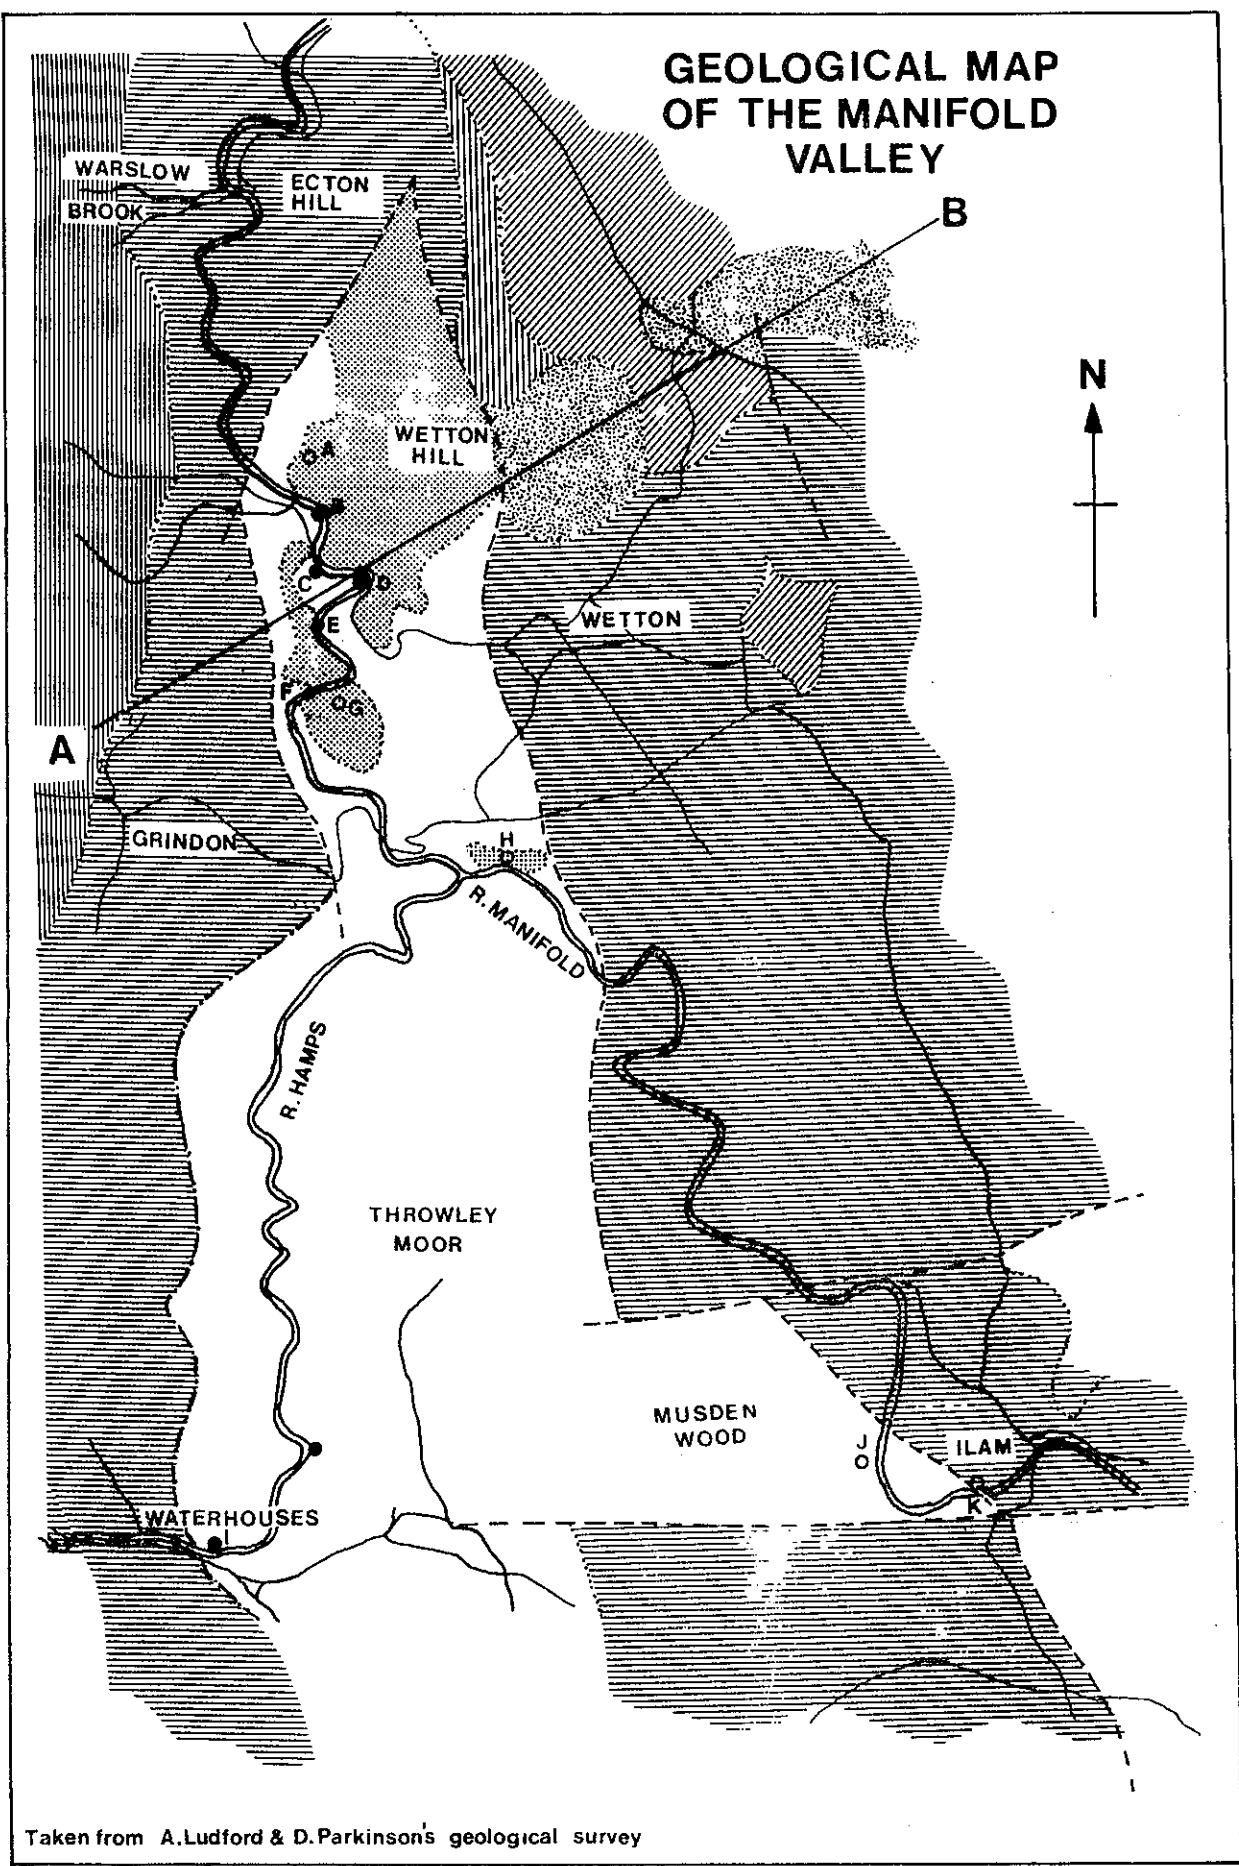 GEOLOGICAL MAP
OF THE MANIFOLD
VALLEY
WARSLOW
BROOK
ECTON
HILL
B
N
WETTON
HILL
A
B
C
D
E
WETTON
F
G
A
GRINDON
H
R. MANIFOLD
R. HAMPS
THROWLEY
MOOR
MUSDEN
WOOD
J
ILAM
K
WATERHOUSES
I
Taken from A.Ludford & D.Parkinson's geological survey